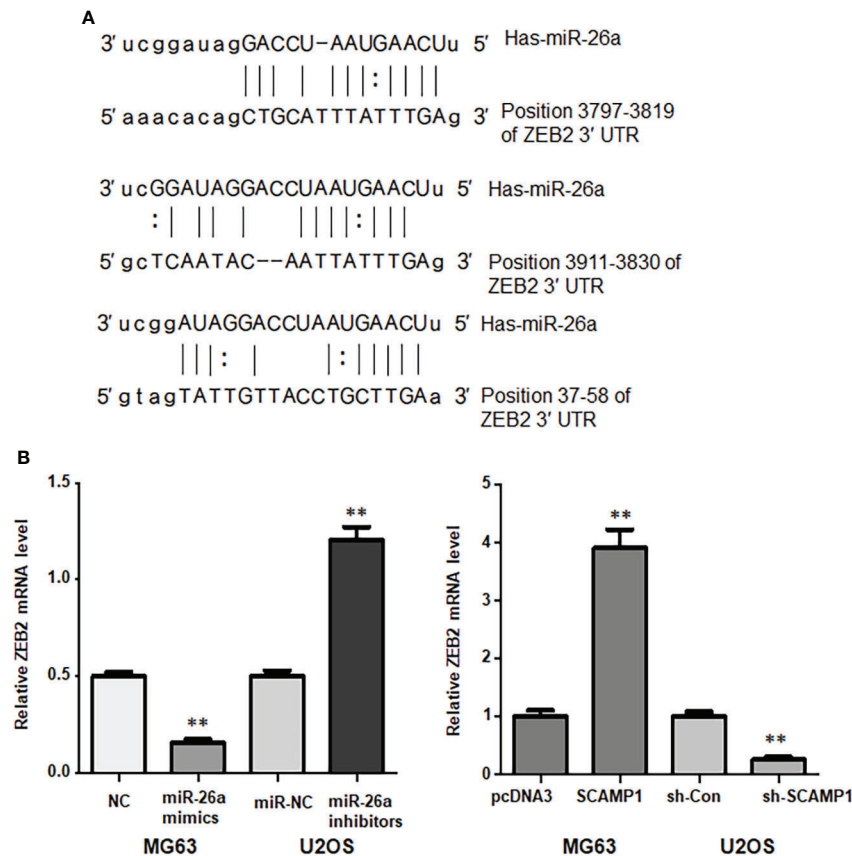 A
3′ ucggauagGACCU-AAUGAACUu 5′ Has-miR-26a
5′ aaacacagCTGCATTTATTTGAg 3′ Position 3797-3819
of ZEB2 3′ UTR
3′ ucGGAUAGGACCUAAUGAACUu 5′ Has-miR-26a
5′ gcTCAATAC--AATTATTTGAg 3′ Position 3911-3830 of
ZEB2 3′ UTR
3′ ucggAUAGGACCUAAUGAACUu 5′ Has-miR-26a
5′ gtagTATTGTTACCTGCTTGAa 3′ Position 37-58 of
ZEB2 3′ UTR
B
Relative ZEB2 mRNA level
1.5
1.0
0.5
0.0
**
**
NC miR-26a mimics miR-NC miR-26a inhibitors
MG63 U2OS
Relative ZEB2 mRNA level
5
4
3
2
1
0
**
**
pcDNA3 SCAMP1 sh-Con sh-SCAMP1
MG63 U2OS